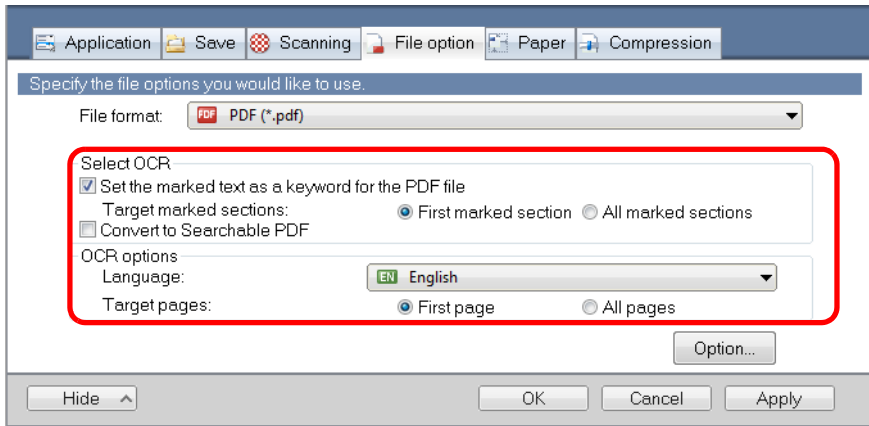 Application Save Scanning File option Paper Compression
Specify the file options you would like to use.
File format: PDF PDF (*.pdf)
Select OCR
Set the marked text as a keyword for the PDF file
Target marked sections: First marked section All marked sections
Convert to Searchable PDF
OCR options
Language: EN English
Target pages: First page All pages
Option...
Hide OK Cancel Apply